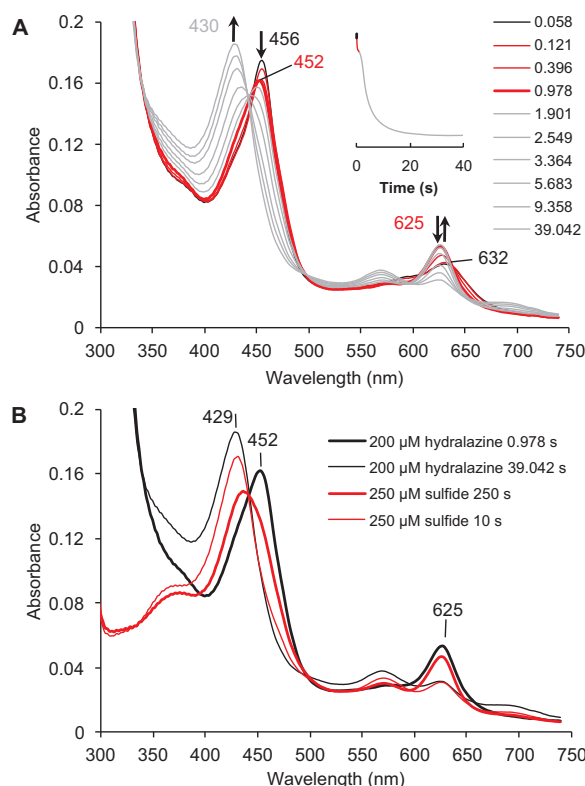 A
0.2
0.16
0.12
0.08
0.04
0
Absorbance
430
456
452
625
632
0
20
40
Time (s)
0.058
0.121
0.396
0.978
1.901
2.549
3.364
5.683
9.358
39.042
300 350 400 450 500 550 600 650 700 750
Wavelength (nm)
B
0.2
0.16
0.12
0.08
0.04
0
Absorbance
429
452
625
200 µM hydralazine 0.978 s
200 µM hydralazine 39.042 s
250 µM sulfide 250 s
250 µM sulfide 10 s
300 350 400 450 500 550 600 650 700 750
Wavelength (nm)